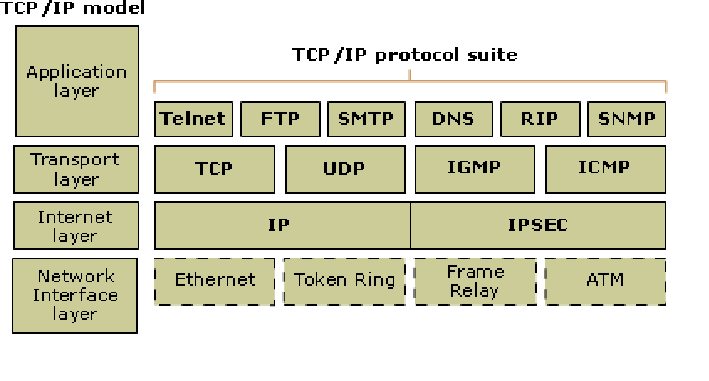 TCP/IP model
TCP/IP protocol suite
Application
layer
Telnet FTP SMTP DNS RIP SNMP
Transport
layer
TCP UDP IGMP ICMP
Internet
layer
IP IPSEC
Network
Interface
layer
Ethernet Token Ring Frame
Relay ATM